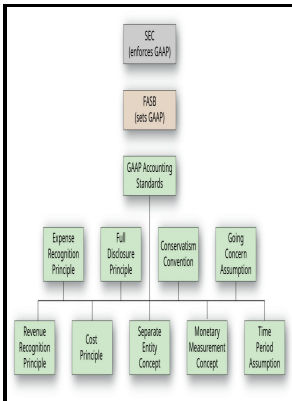 SEC
(enforces GAAP)
FASB
(sets GAAP)
GAAP Accounting
Standards
Expense
Recognition
Principle
Full
Disclosure
Principle
Conservatism
Convention
Going
Concern
Assumption
Revenue
Recognition
Principle
Cost
Principle
Separate
Entity
Concept
Monetary
Measurement
Concept
Time
Period
Assumption